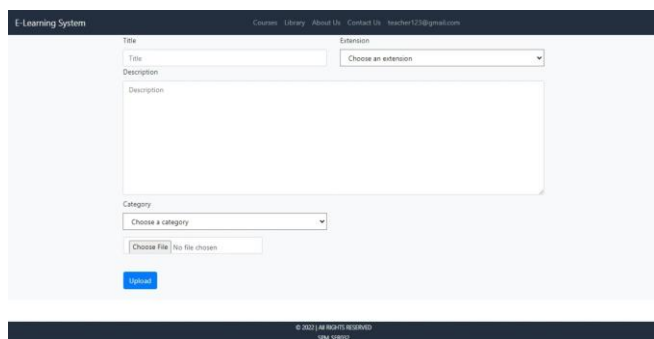 E-Learning System Courses Library About Us Contact Us teacher123@gmail.com
Title Extension
Title Choose an extension
Description
Description
Category
Choose a category
Choose File No file chosen
Upload
© 2022 | All RIGHTS RESERVED